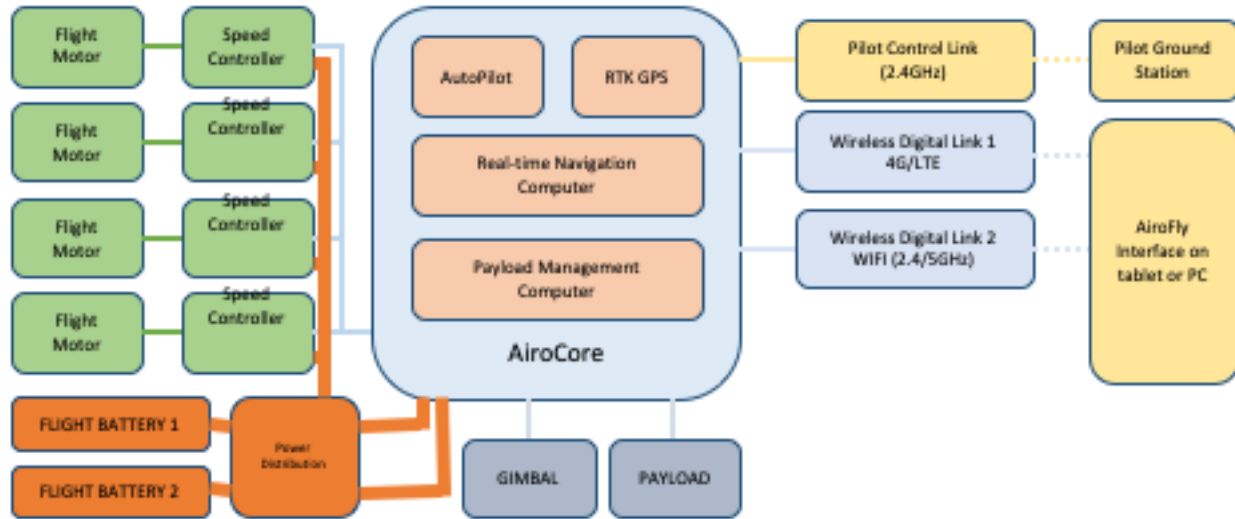 Flight
Motor
Speed
Controller
Flight
Motor
Speed
Controller
Flight
Motor
Speed
Controller
Flight
Motor
Speed
Controller
FLIGHT BATTERY 1
FLIGHT BATTERY 2
Power
Distribution
AutoPilot
RTK GPS
Real-time Navigation
Computer
Payload Management
Computer
AiroCore
GIMBAL
PAYLOAD
Pilot Control Link
(2.4GHz)
Wireless Digital Link 1
4G/LTE
Wireless Digital Link 2
WIFI (2.4/5GHz)
Pilot Ground
Station
AiroFly
Interface on
tablet or PC